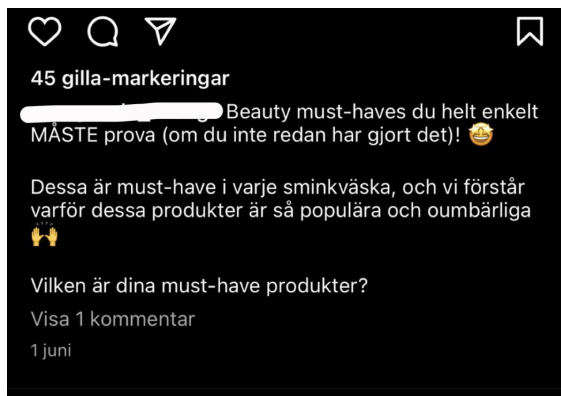 45 gilla-markeringar
Beauty must-haves du helt enkelt
MÅSTE prova (om du inte redan har gjort det)! 🤩
Dessa är must-have i varje sminkväska, och vi förstår
varför dessa produkter är så populära och oumbärliga
🙌
Vilken är dina must-have produkter?
Visa 1 kommentar
1 juni